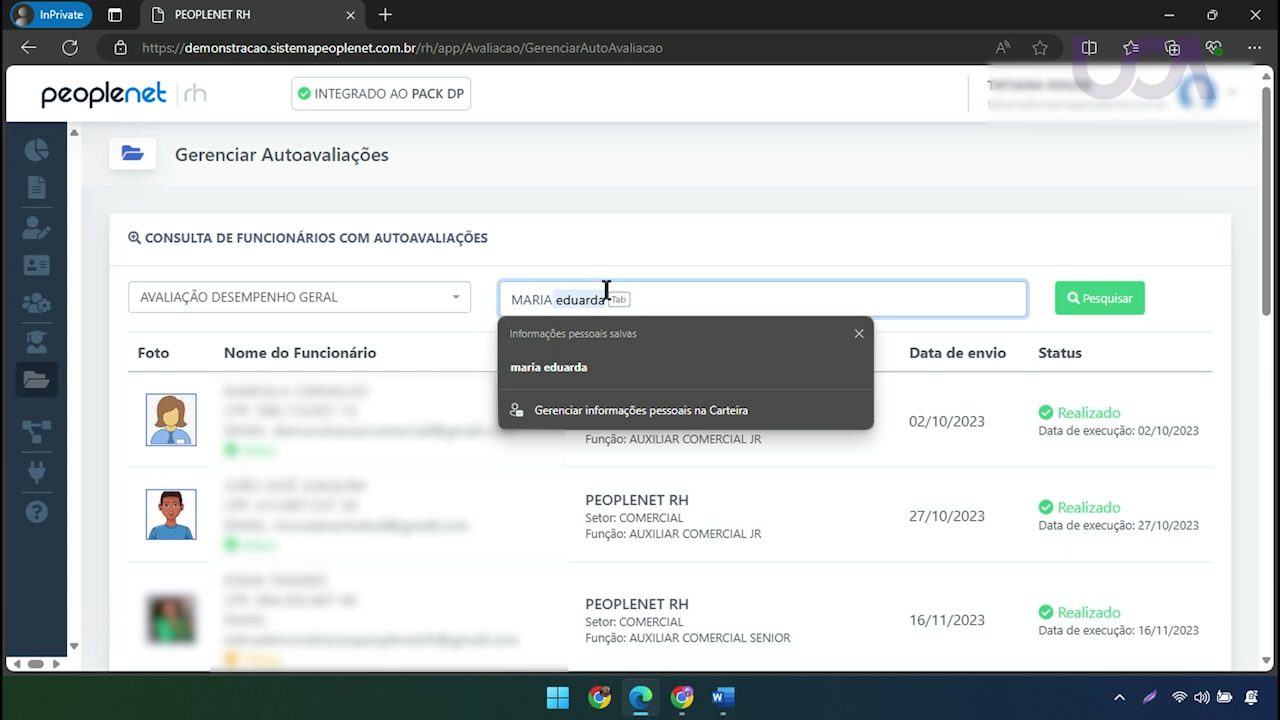 InPrivate
PEOPLENET RH
https://demonstracao.sistemapeoplenet.com.br/rh/app/Avaliacao/GerenciarAutoAvaliacao
peoplenet rh
INTEGRADO AO PACK DP
Gerenciar Autoavaliações
CONSULTA DE FUNCIONÁRIOS COM AUTOAVALIAÇÕES
AVALIAÇÃO DESEMPENHO GERAL
MARIA eduarda Tab
Pesquisar
Informações pessoais salvas
maria eduarda
Gerenciar informações pessoais na Carteira
Foto
Nome do Funcionário
Data de envio
Status
Função: AUXILIAR COMERCIAL JR
02/10/2023
Realizado
Data de execução: 02/10/2023
PEOPLENET RH
Setor: COMERCIAL
Função: AUXILIAR COMERCIAL JR
27/10/2023
Realizado
Data de execução: 27/10/2023
PEOPLENET RH
Setor: COMERCIAL
Função: AUXILIAR COMERCIAL SENIOR
16/11/2023
Realizado
Data de execução: 16/11/2023